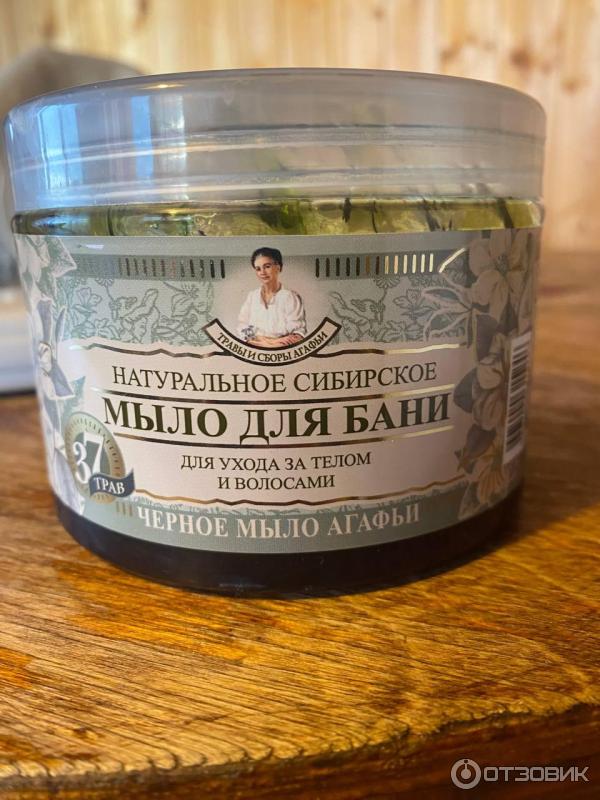 ТРАВЫ И СБОРЫ АГАФЬИ
НАТУРАЛЬНОЕ СИБИРСКОЕ
МЫЛО ДЛЯ БАНИ
ДЛЯ УХОДА ЗА ТЕЛОМ
И ВОЛОСАМИ
37
ТРАВ
ЧЕРНОЕ МЫЛО АГАФЬИ
ОТЗОВИК